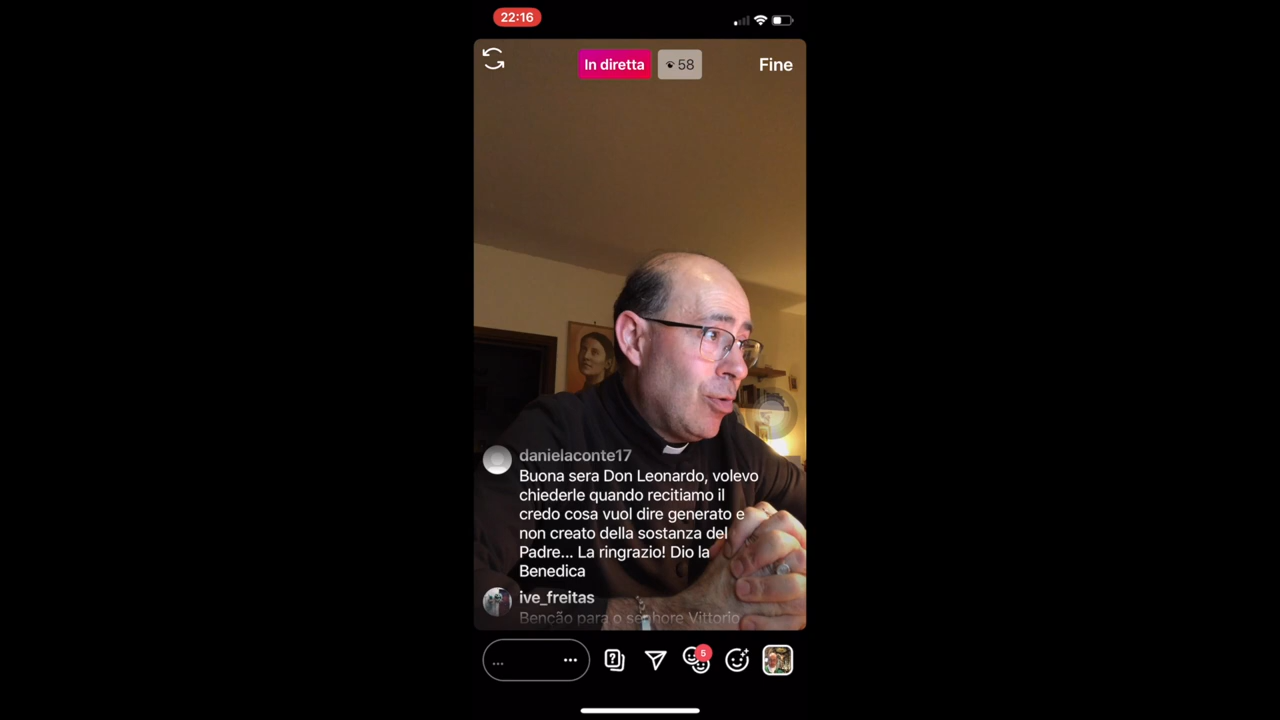 22:16
In diretta
58
Fine
danielaconte17
Buona sera Don Leonardo, volevo
chiederle quando recitiamo il
credo cosa vuol dire generato e
non creato della sostanza del
Padre... La ringrazio! Dio la
Benedica
ive_freitas
Benção para o senhore Vittorio
...
5